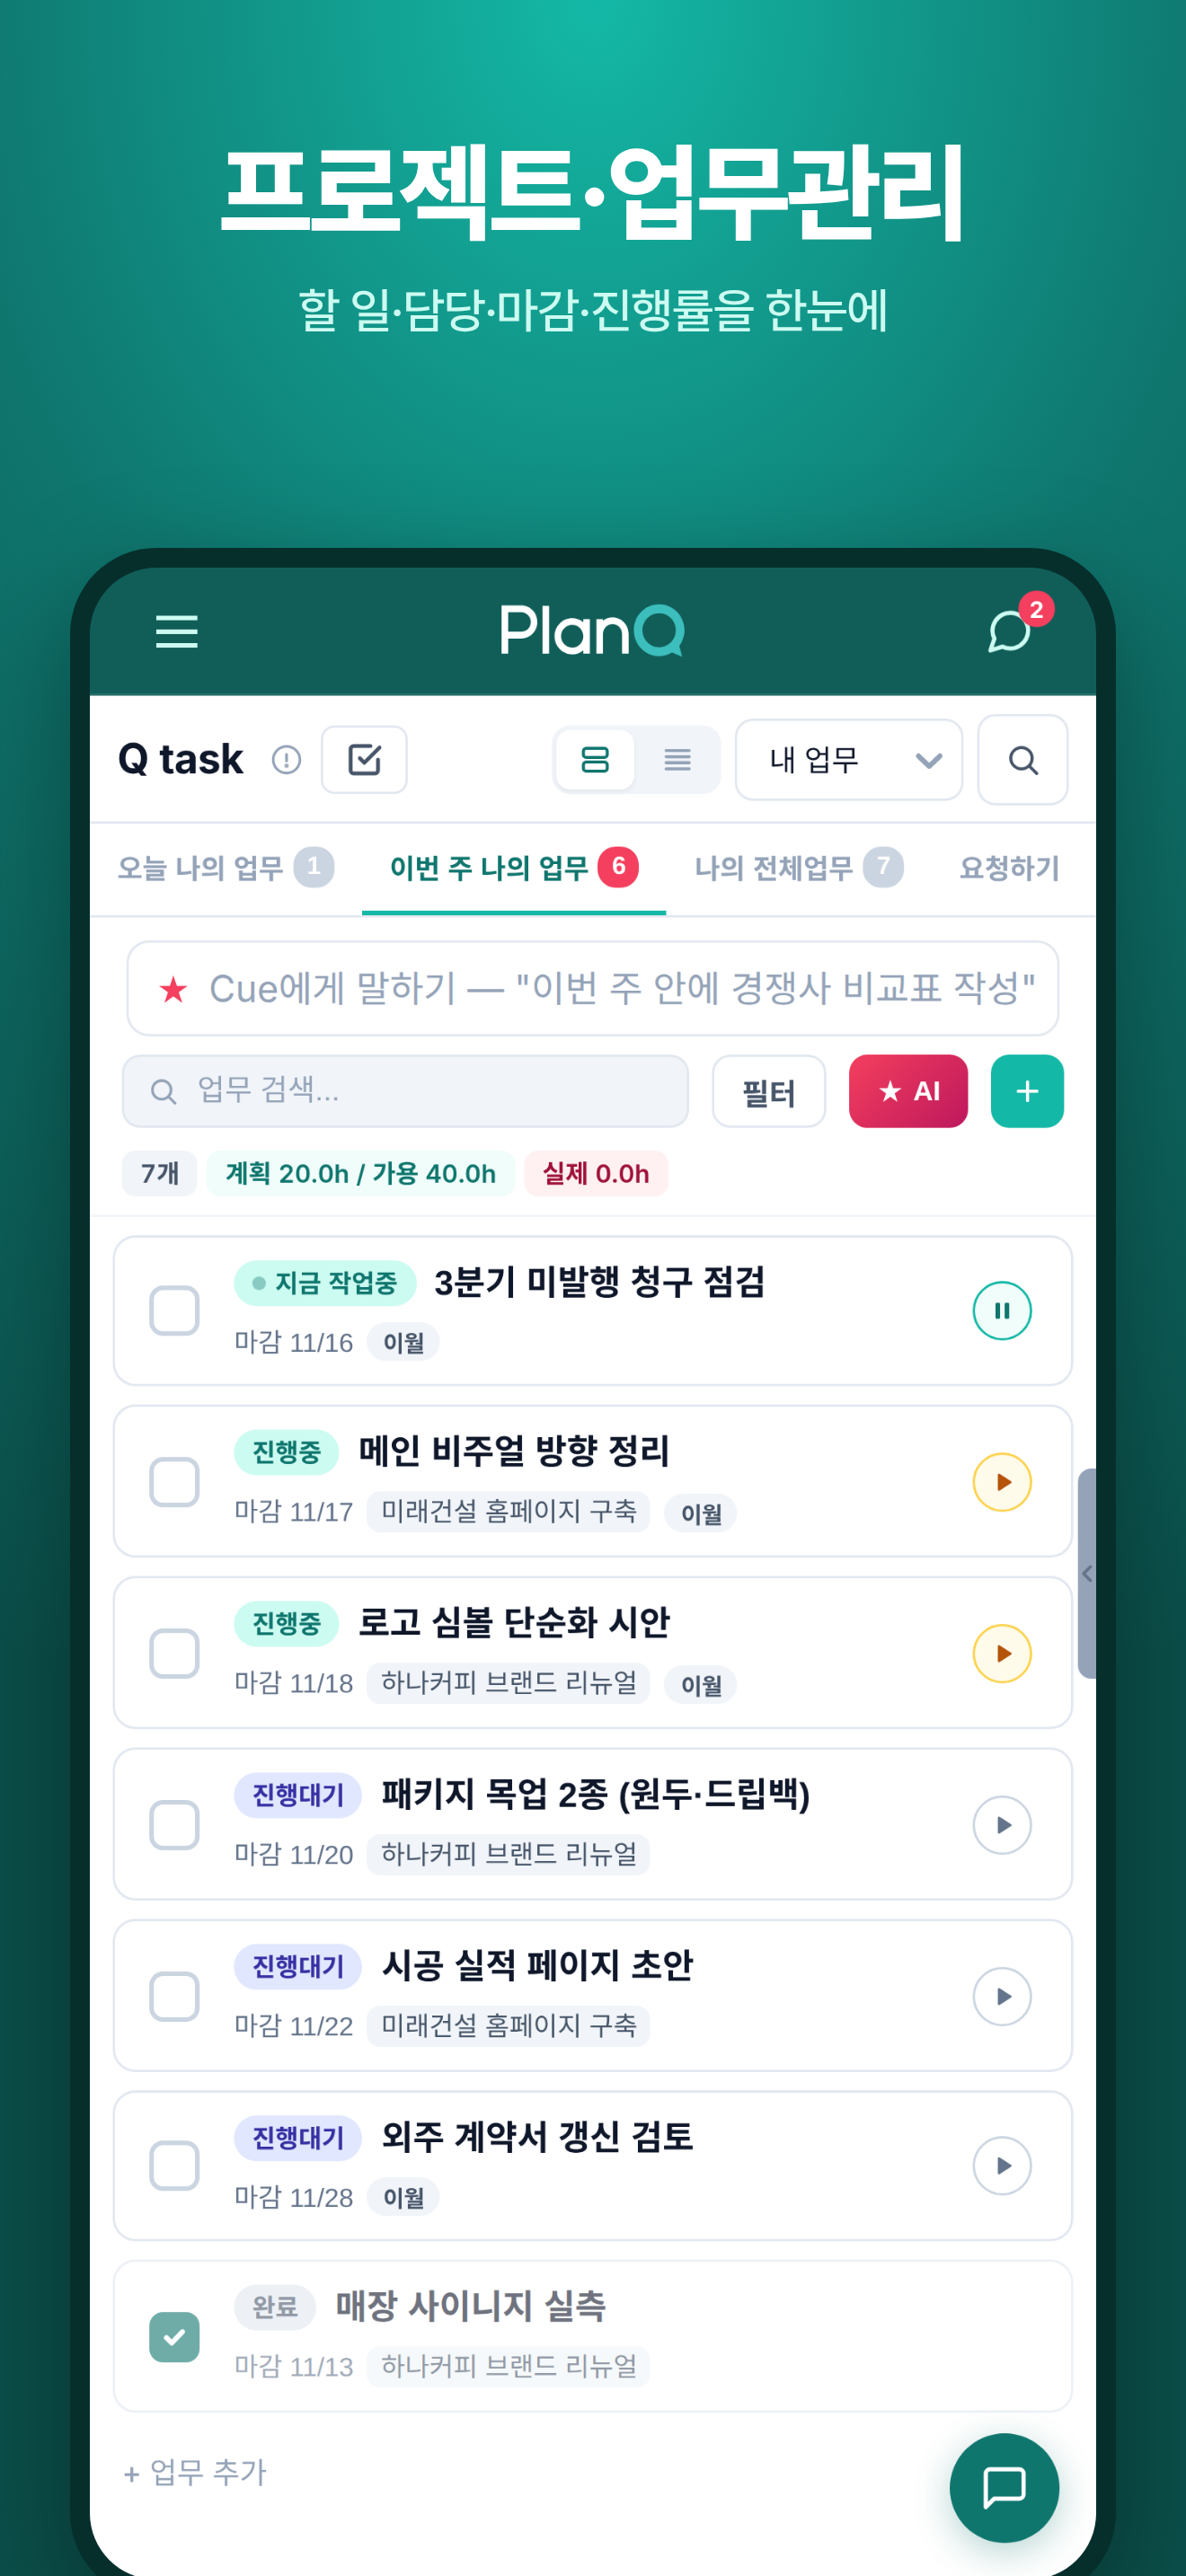 프로젝트·업무관리
할 일·담당·마감·진행률을 한눈에
PlanQ
2
Q task
내 업무
오늘 나의 업무 1
이번 주 나의 업무 6
나의 전체업무 7
요청하기
★ Cue에게 말하기 — "이번 주 안에 경쟁사 비교표 작성"
업무 검색...
필터
★ AI
+
7개
계획 20.0h / 가용 40.0h
실제 0.0h
지금 작업중 3분기 미발행 청구 점검
마감 11/16 이월
진행중 메인 비주얼 방향 정리
마감 11/17 미래건설 홈페이지 구축 이월
진행중 로고 심볼 단순화 시안
마감 11/18 하나커피 브랜드 리뉴얼 이월
진행대기 패키지 목업 2종 (원두·드립백)
마감 11/20 하나커피 브랜드 리뉴얼
진행대기 시공 실적 페이지 초안
마감 11/22 미래건설 홈페이지 구축
진행대기 외주 계약서 갱신 검토
마감 11/28 이월
완료 매장 사이니지 실측
마감 11/13 하나커피 브랜드 리뉴얼
+ 업무 추가